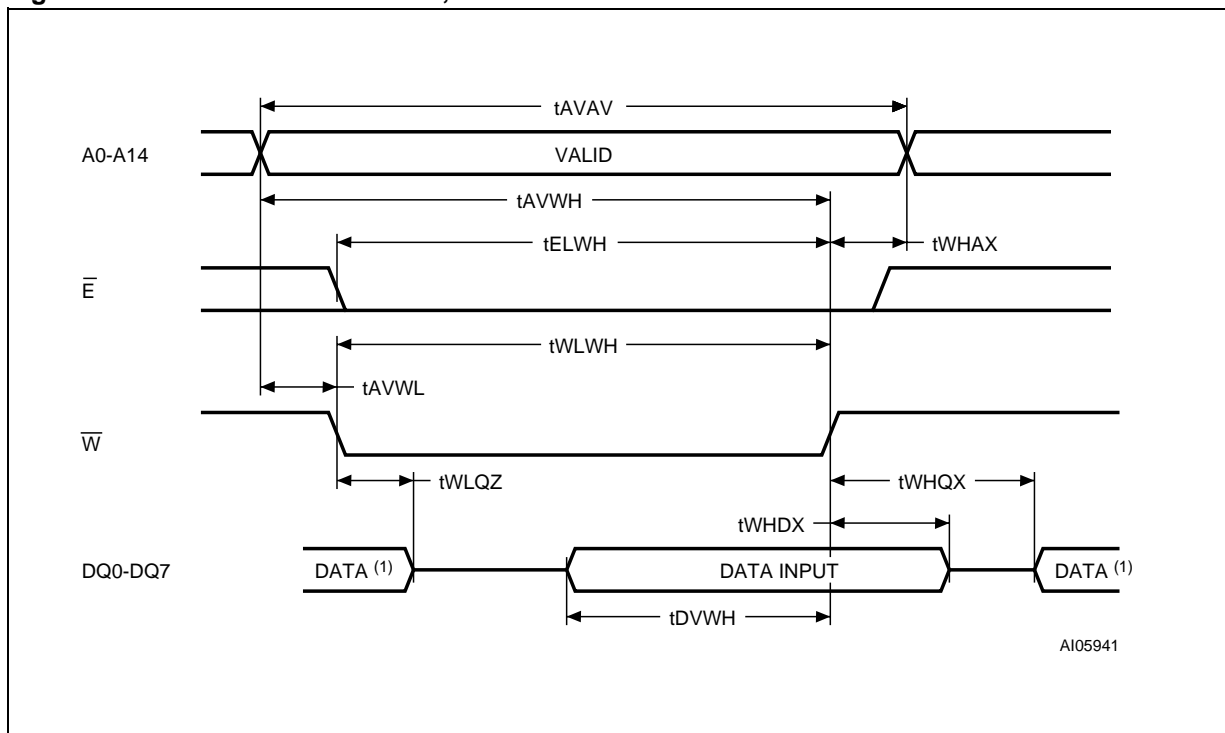 tAVAV
A0-A14
VALID
tAVWH
tELWH
tWHAX
E̅
tWLWH
tAVWL
W̅
tWLQZ
tWHQX
tWHDX
DQ0-DQ7
DATA (1)
DATA INPUT
DATA (1)
tDVWH
AI05941